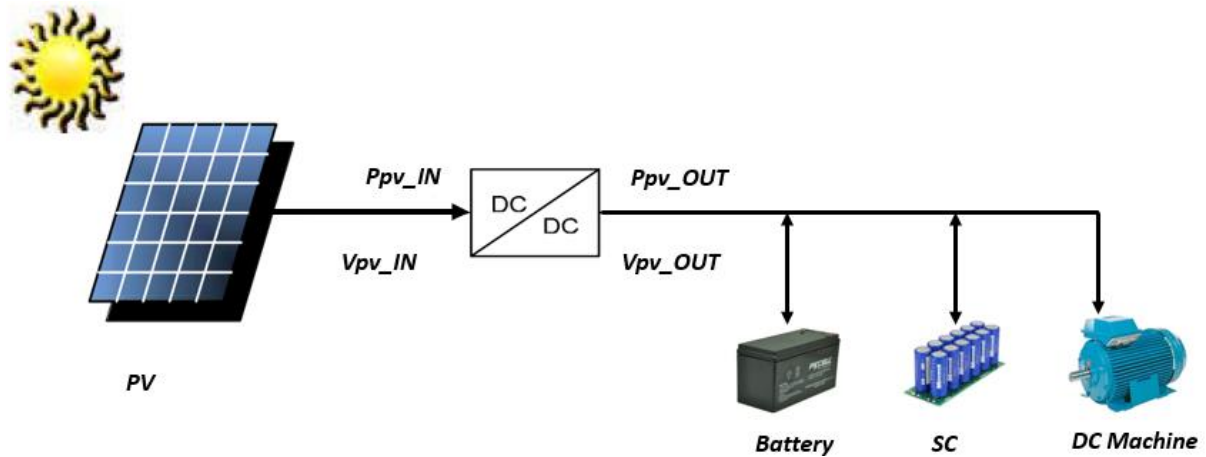 Ppv_IN
Ppv_OUT
DC
DC
Vpv_IN
Vpv_OUT
PV
Battery
SC
DC Machine